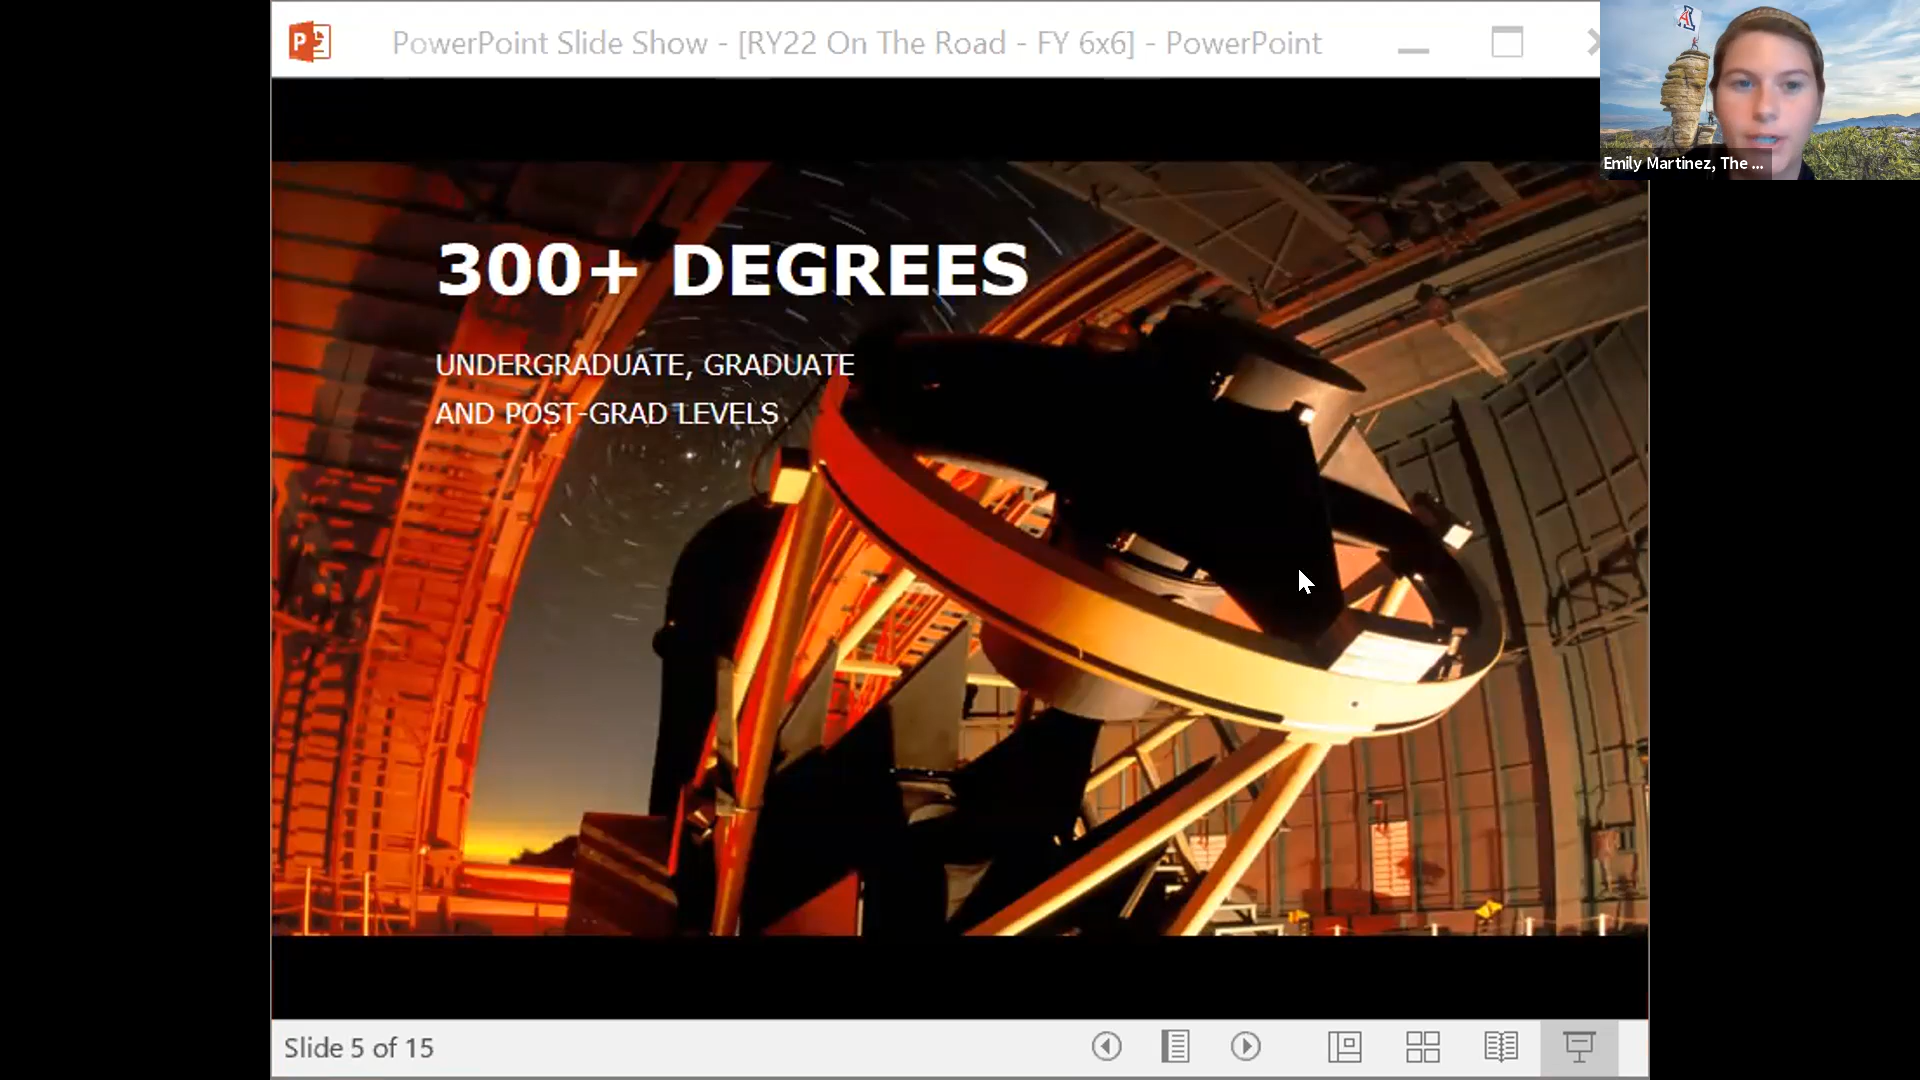 PowerPoint Slide Show - [RY22 On The Road - FY 6x6] - PowerPoint
Emily Martinez, The ...
300+ DEGREES
UNDERGRADUATE, GRADUATE
AND POST-GRAD LEVELS
Slide 5 of 15